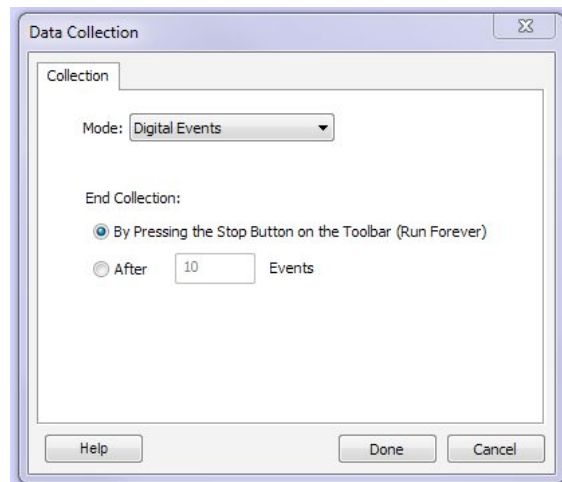 Data Collection
Collection
Mode: Digital Events
End Collection:
By Pressing the Stop Button on the Toolbar (Run Forever)
After 10 Events
Help Done Cancel